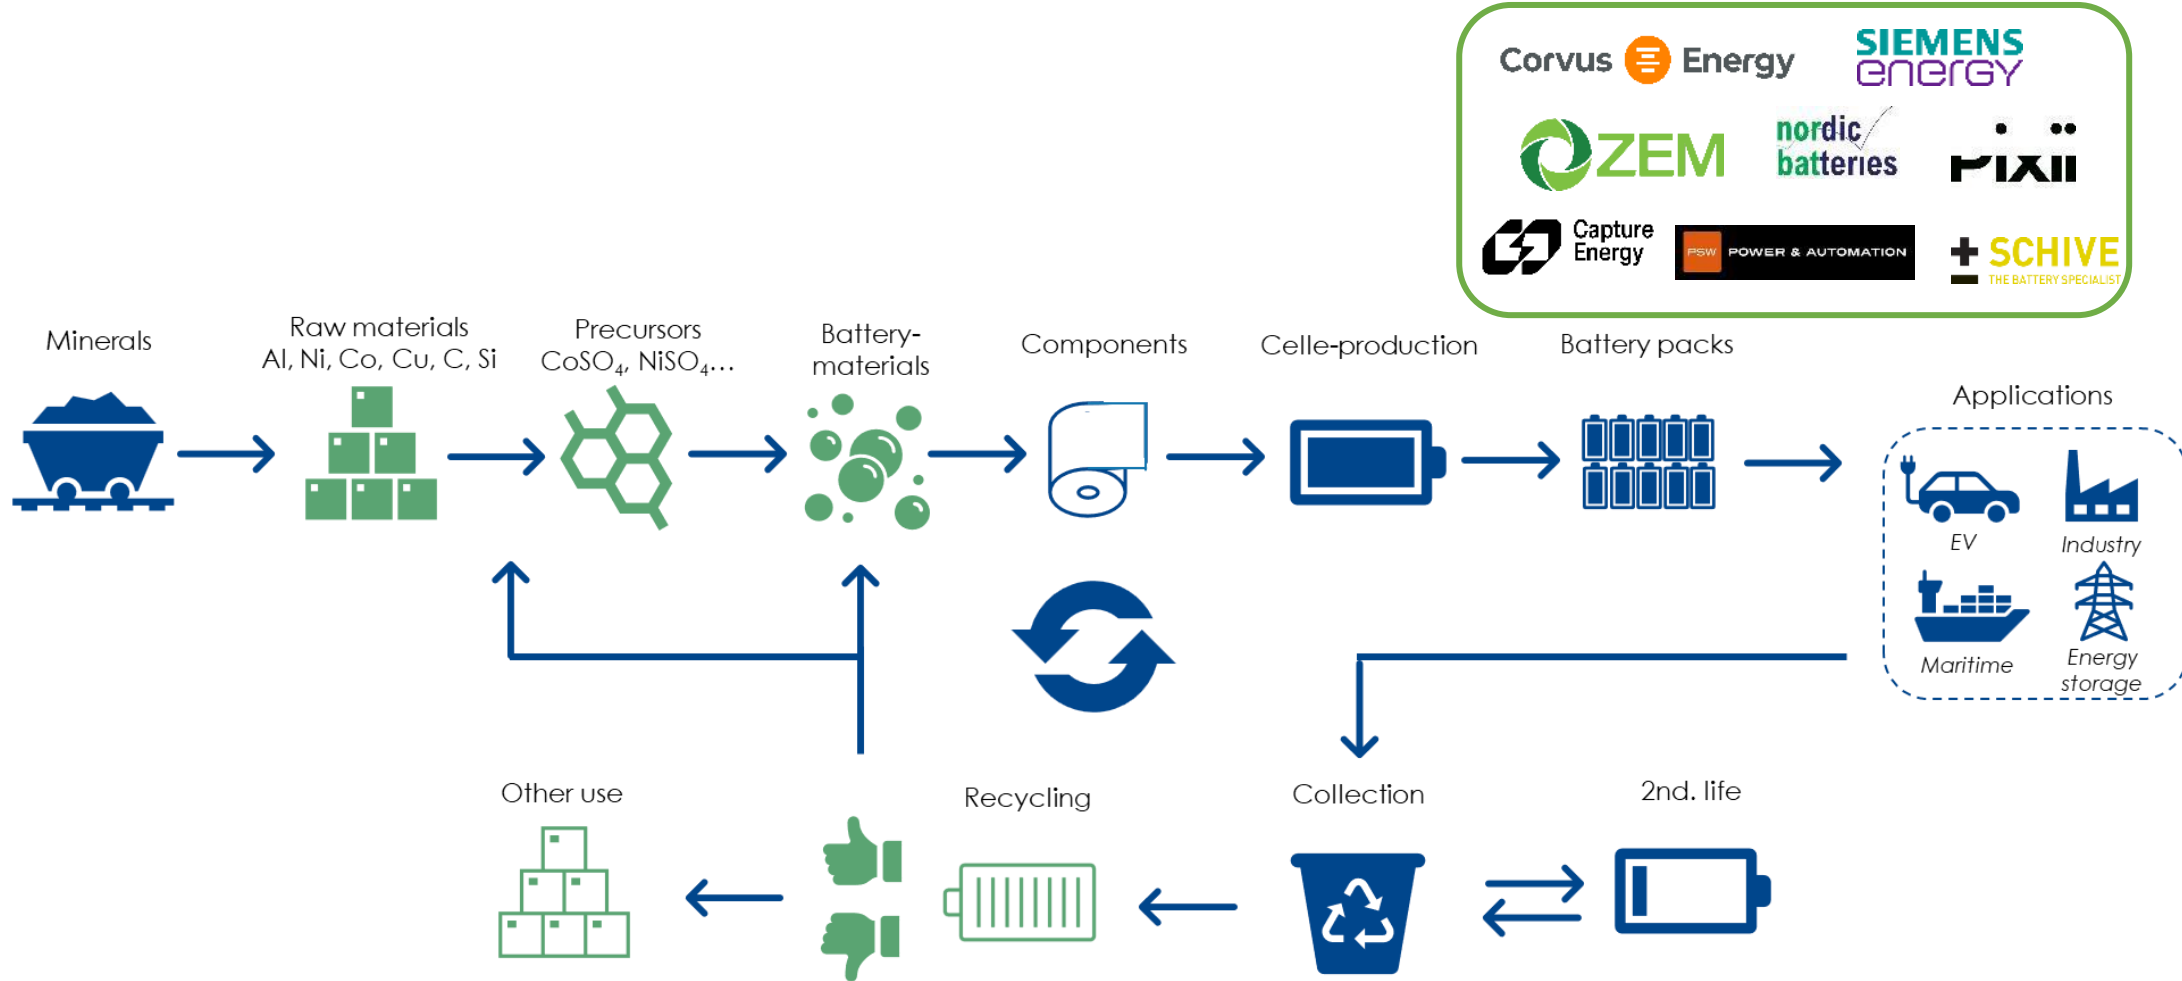 Corvus Energy
SIEMENS
energy
ZEM
nordic
batteries
Pixii
Capture
Energy
PSW POWER & AUTOMATION
+ SCHIVE
THE BATTERY SPECIALIST
Minerals
Raw materials
Al, Ni, Co, Cu, C, Si
Precursors
CoSO₄, NiSO₄…
Battery-
materials
Components
Celle-production
Battery packs
Applications
EV
Industry
Maritime
Energy
storage
Other use
Recycling
Collection
2nd. life